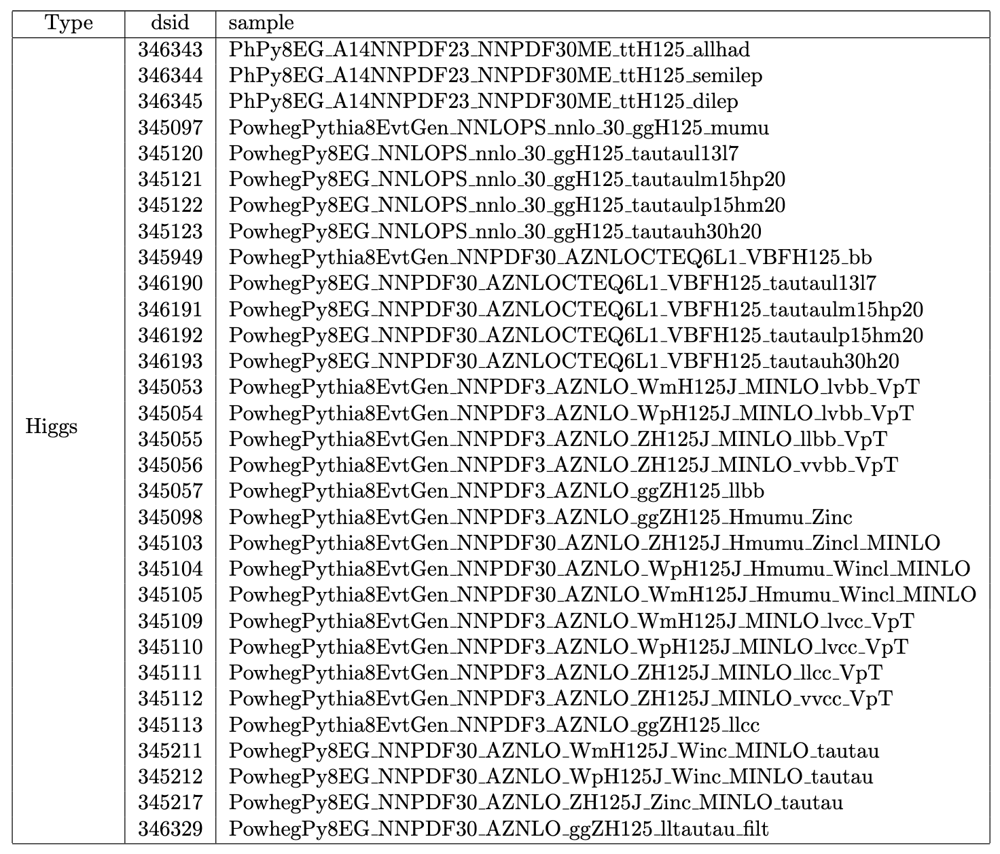 Type dsid sample
346343 PhPy8EG_A14NNPDF23_NNPDF30ME_ttH125_allhad
346344 PhPy8EG_A14NNPDF23_NNPDF30ME_ttH125_semilep
346345 PhPy8EG_A14NNPDF23_NNPDF30ME_ttH125_dilep
345097 PowhegPythia8EvtGen_NNLOPS_nnlo_30_ggH125_mumu
345120 PowhegPy8EG_NNLOPS_nnlo_30_ggH125_tautaul13l7
345121 PowhegPy8EG_NNLOPS_nnlo_30_ggH125_tautaulm15hp20
345122 PowhegPy8EG_NNLOPS_nnlo_30_ggH125_tautaulp15hm20
345123 PowhegPy8EG_NNLOPS_nnlo_30_ggH125_tautauh30h20
345949 PowhegPythia8EvtGen_NNPDF30_AZNLOCTEQ6L1_VBFH125_bb
346190 PowhegPy8EG_NNPDF30_AZNLOCTEQ6L1_VBFH125_tautaul13l7
346191 PowhegPy8EG_NNPDF30_AZNLOCTEQ6L1_VBFH125_tautaulm15hp20
346192 PowhegPy8EG_NNPDF30_AZNLOCTEQ6L1_VBFH125_tautaulp15hm20
346193 PowhegPy8EG_NNPDF30_AZNLOCTEQ6L1_VBFH125_tautauh30h20
345053 PowhegPythia8EvtGen_NNPDF3_AZNLO_WmH125J_MINLO_lvbb_VpT
345054 PowhegPythia8EvtGen_NNPDF3_AZNLO_WpH125J_MINLO_lvbb_VpT
Higgs
345055 PowhegPythia8EvtGen_NNPDF3_AZNLO_ZH125J_MINLO_llbb_VpT
345056 PowhegPythia8EvtGen_NNPDF3_AZNLO_ZH125J_MINLO_vvbb_VpT
345057 PowhegPythia8EvtGen_NNPDF3_AZNLO_ggZH125_llbb
345098 PowhegPythia8EvtGen_NNPDF3_AZNLO_ggZH125_Hmumu_Zinc
345103 PowhegPythia8EvtGen_NNPDF30_AZNLO_ZH125J_Hmumu_Zincl_MINLO
345104 PowhegPythia8EvtGen_NNPDF30_AZNLO_WpH125J_Hmumu_Wincl_MINLO
345105 PowhegPythia8EvtGen_NNPDF30_AZNLO_WmH125J_Hmumu_Wincl_MINLO
345109 PowhegPythia8EvtGen_NNPDF3_AZNLO_WmH125J_MINLO_lvcc_VpT
345110 PowhegPythia8EvtGen_NNPDF3_AZNLO_WpH125J_MINLO_lvcc_VpT
345111 PowhegPythia8EvtGen_NNPDF3_AZNLO_ZH125J_MINLO_llcc_VpT
345112 PowhegPythia8EvtGen_NNPDF3_AZNLO_ZH125J_MINLO_vvcc_VpT
345113 PowhegPythia8EvtGen_NNPDF3_AZNLO_ggZH125_llcc
345211 PowhegPy8EG_NNPDF30_AZNLO_WmH125J_Winc_MINLO_tautau
345212 PowhegPy8EG_NNPDF30_AZNLO_WpH125J_Winc_MINLO_tautau
345217 PowhegPy8EG_NNPDF30_AZNLO_ZH125J_Zinc_MINLO_tautau
346329 PowhegPy8EG_NNPDF30_AZNLO_ggZH125_lltautau_filt